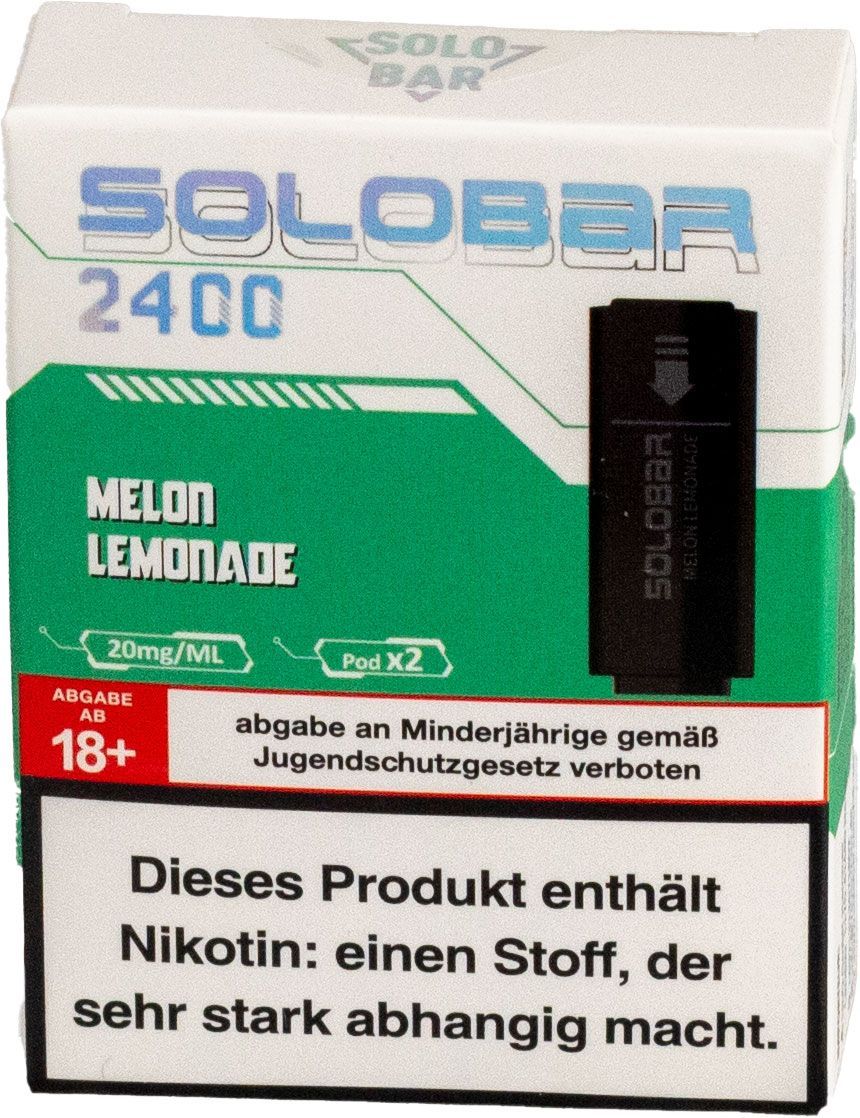 SOLO
BAR
SOLOBAR
2400
SOLOBAR
MELON LEMONADE
MELON
LEMONADE
20mg/ML
Pod X2
ABGABE
AB
18+
abgabe an Minderjährige gemäß
Jugendschutzgesetz verboten
Dieses Produkt enthält
Nikotin: einen Stoff, der
sehr stark abhangig macht.